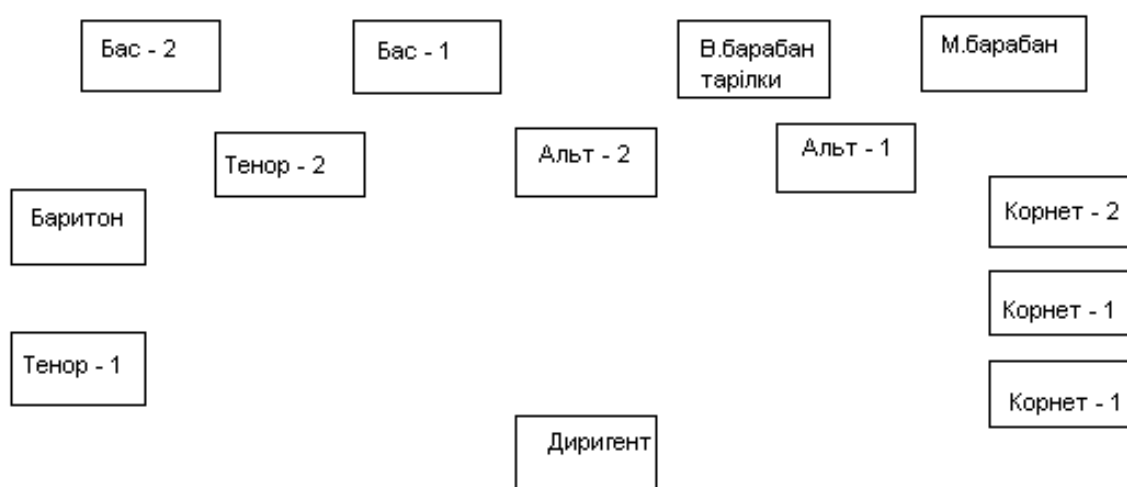 Бас - 2
Бас - 1
В.барабан
тарілки
М.барабан
Тенор - 2
Альт - 2
Альт - 1
Баритон
Корнет - 2
Корнет - 1
Тенор - 1
Корнет - 1
Диригент